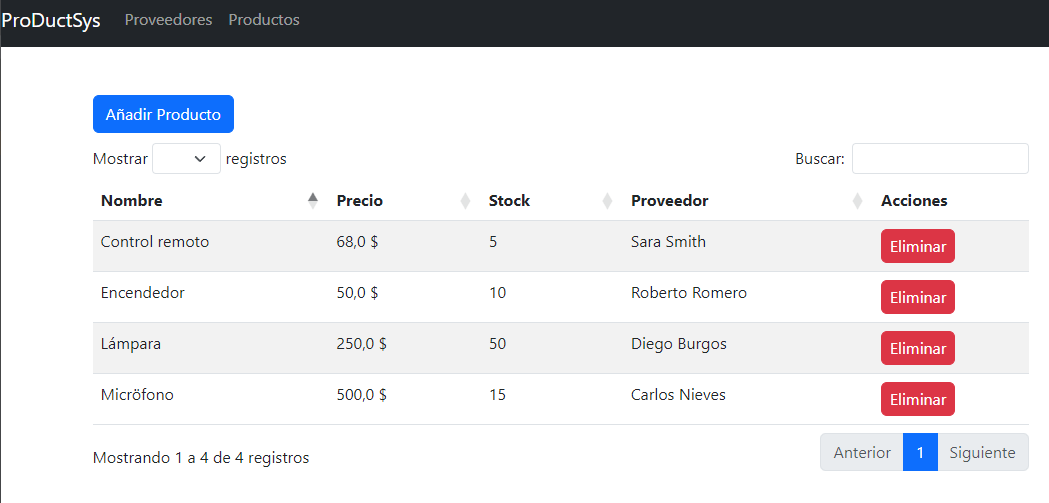 ProDuctSys Proveedores Productos
Añadir Producto
Mostrar registros Buscar:
Nombre Precio Stock Proveedor Acciones
Control remoto 68,0 $ 5 Sara Smith Eliminar
Encendedor 50,0 $ 10 Roberto Romero Eliminar
Lámpara 250,0 $ 50 Diego Burgos Eliminar
Micröfono 500,0 $ 15 Carlos Nieves Eliminar
Mostrando 1 a 4 de 4 registros Anterior 1 Siguiente